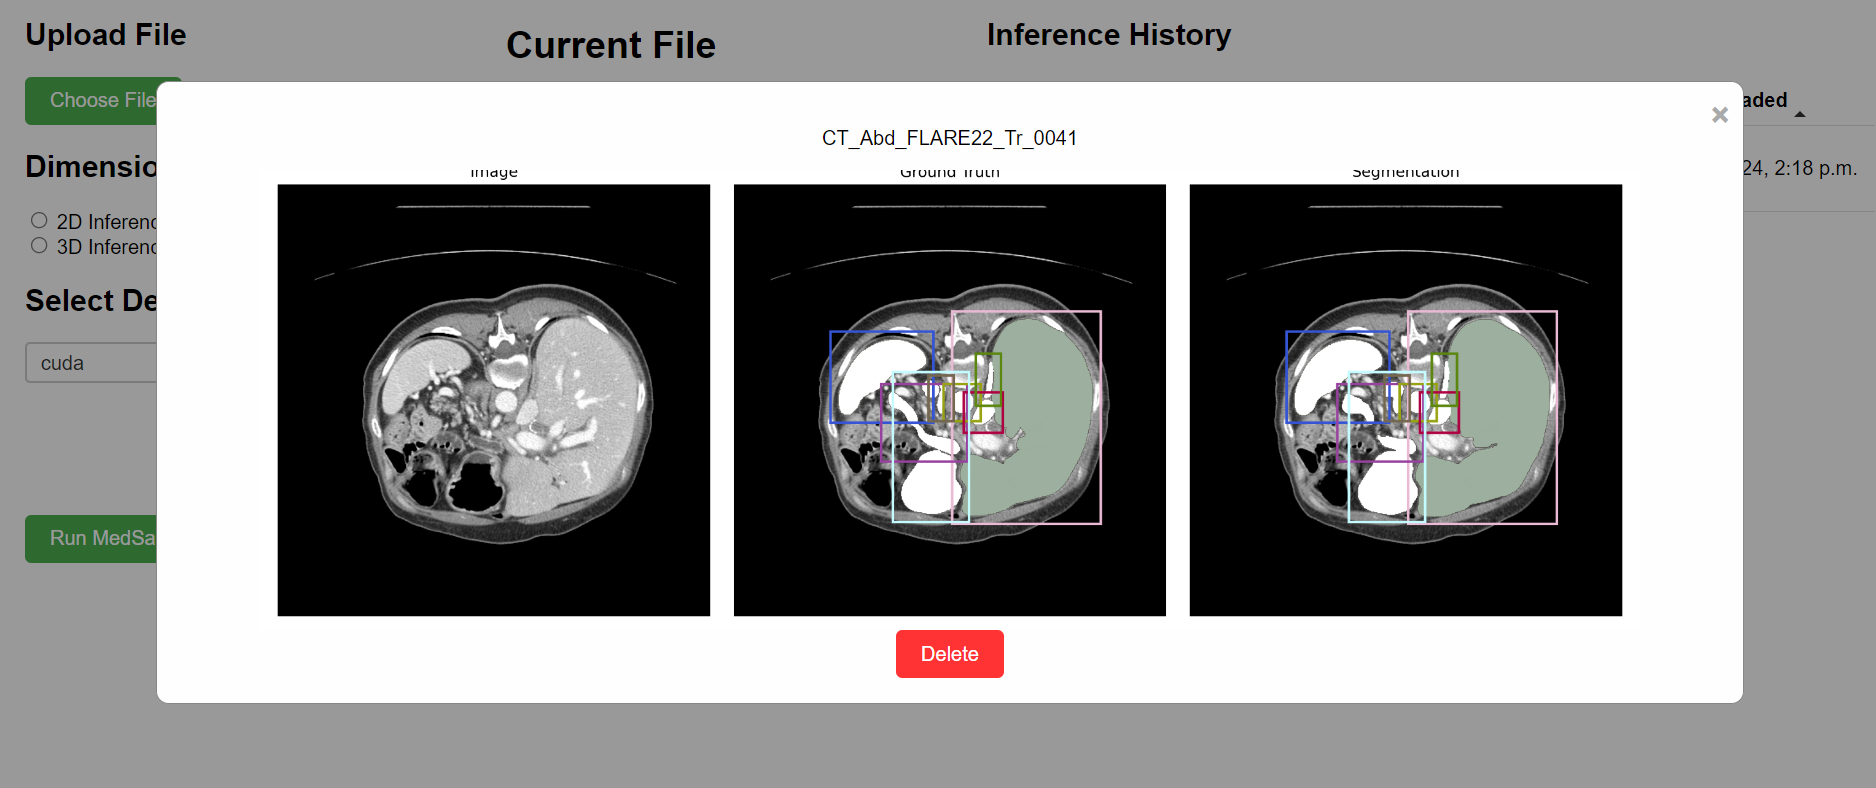 Upload File
Current File
Inference History
Choose File
aded
CT_Abd_FLARE22_Tr_0041
Dimensio
24, 2:18 p.m.
Image
Ground Truth
Segmentation
2D Inferenc
3D Inferenc
Select De
cuda
Run MedSa
Delete